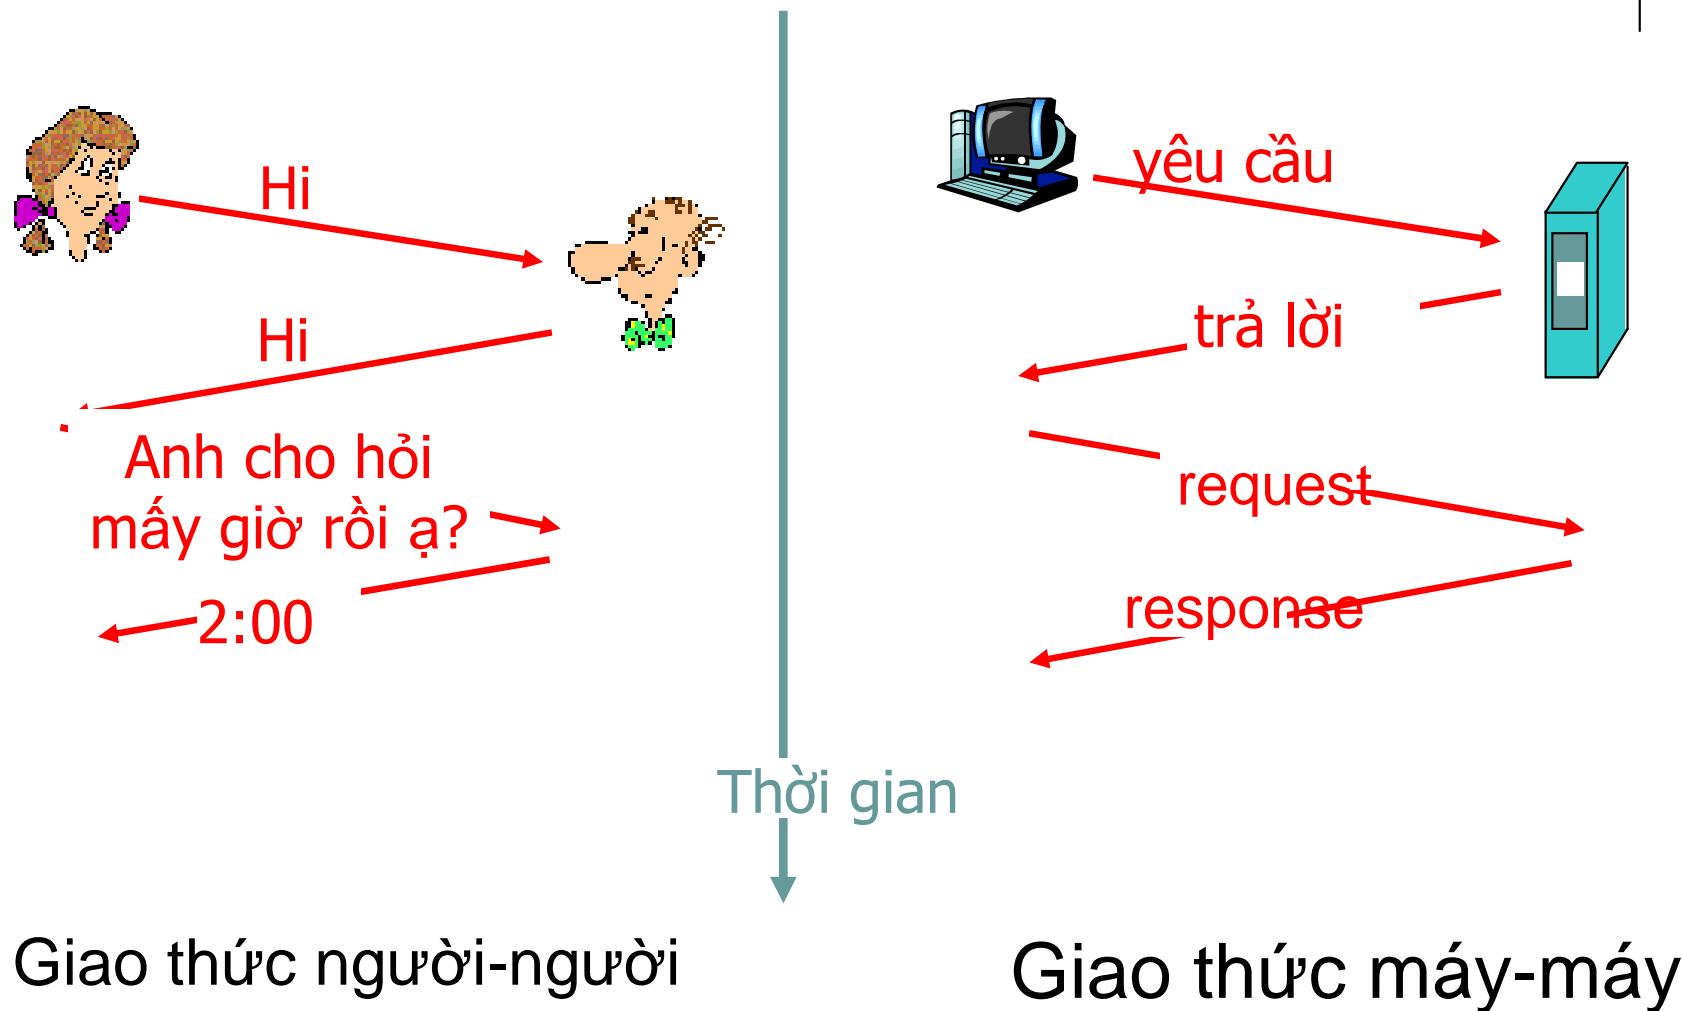 Hi
Hi
Anh cho hỏi
mấy giờ rồi ạ?
2:00
yêu cầu
trả lời
request
response
Thời gian
Giao thức người-người
Giao thức máy-máy